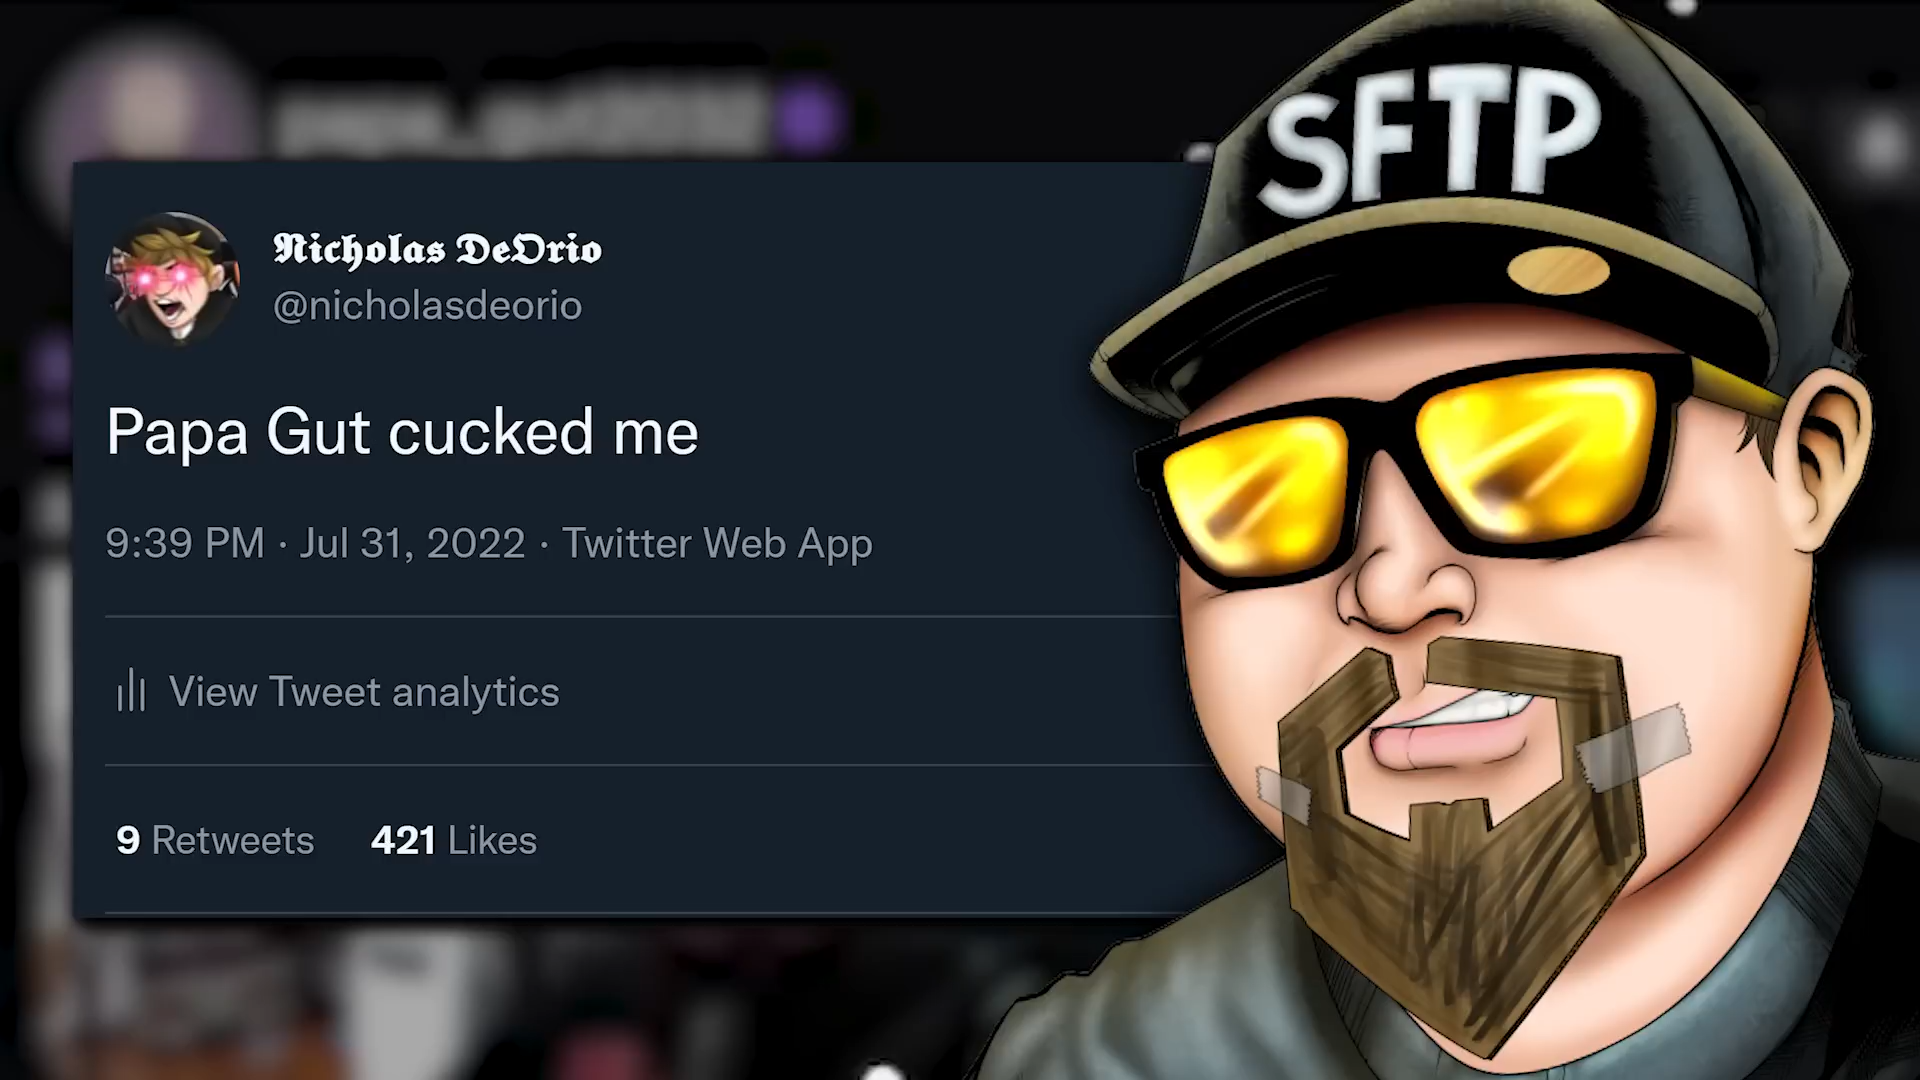 SFTP
Nicholas DeOrio
@nicholasdeorio
Papa Gut cucked me
9:39 PM · Jul 31, 2022 · Twitter Web App
View Tweet analytics
9 Retweets 421 Likes